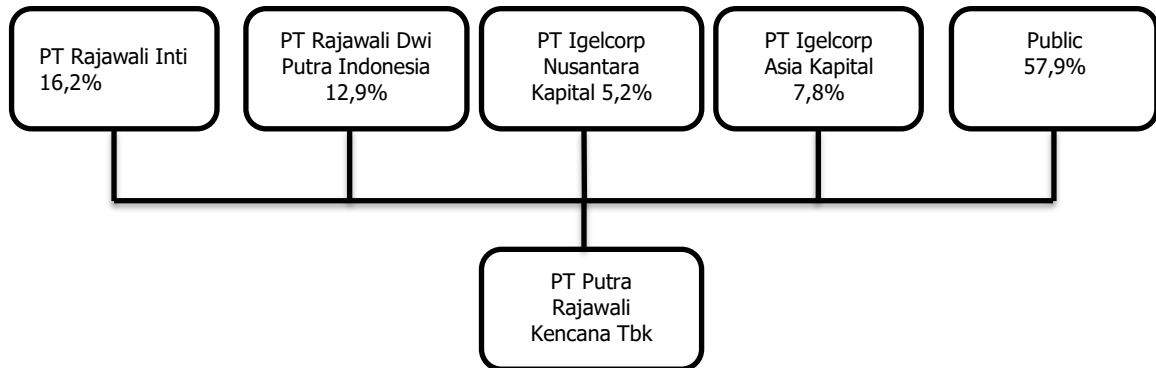 PT Rajawali Inti
16,2%
PT Rajawali Dwi
Putra Indonesia
12,9%
PT Igelcorp
Nusantara
Kapital 5,2%
PT Igelcorp
Asia Kapital
7,8%
Public
57,9%
PT Putra
Rajawali
Kencana Tbk